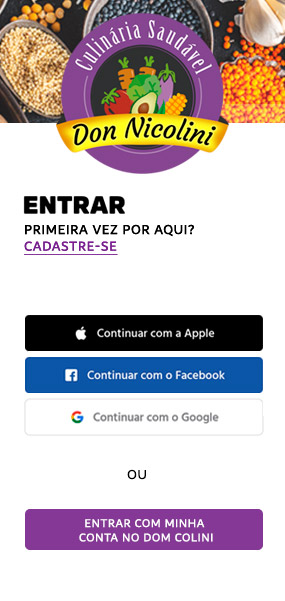 Culinária Saudável
Don Nicolini
ENTRAR
PRIMEIRA VEZ POR AQUI?
CADASTRE-SE
Continuar com a Apple
Continuar com o Facebook
Continuar com o Google
OU
ENTRAR COM MINHA
CONTA NO DOM COLINI